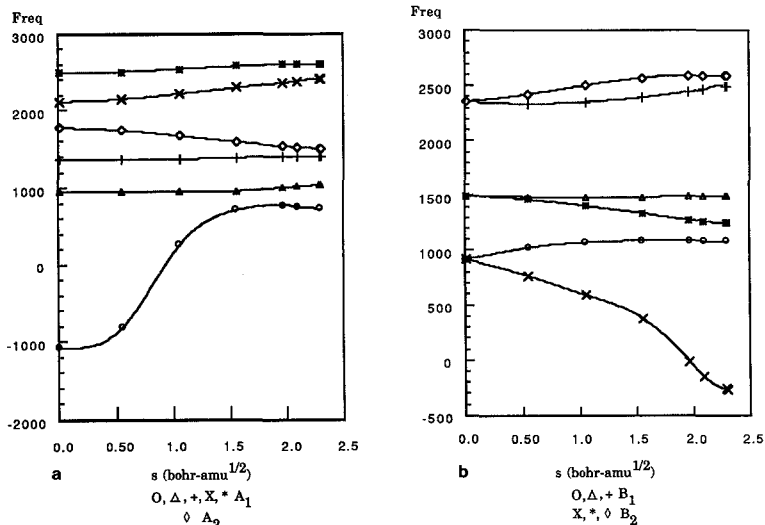 Freq
3000
2000
1000
0
-1000
-2000
0.0 0.5 1.0 1.5 2.0 2.5
a
s (bohr-amu1/2)
O, Δ, +, X, * A1
◊ A2
Freq
3000
2500
2000
1500
1000
500
0
-500
0.0 0.50 1.0 1.5 2.0 2.5
b
s (bohr-amu1/2)
O, Δ, + B1
X, *, ◊ B2